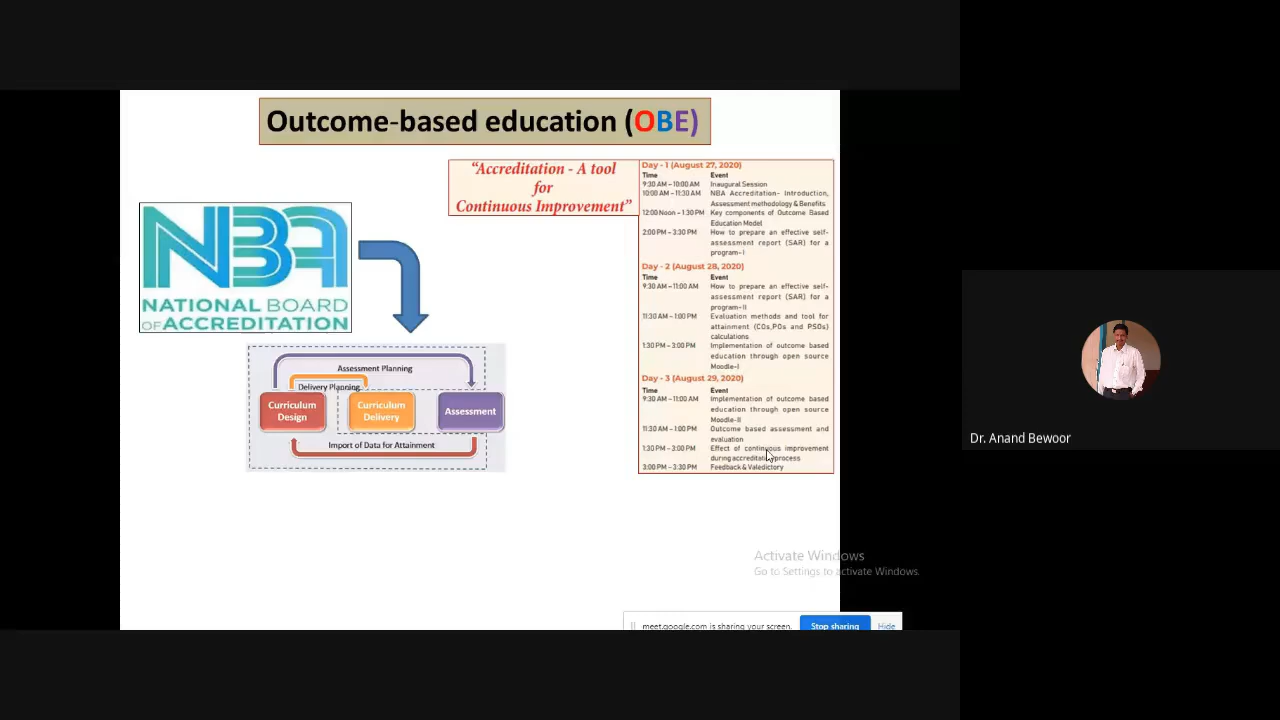 Outcome-based education (OBE)
“Accreditation - A tool
for
Continuous Improvement”
NBA
NATIONAL BOARD
OF ACCREDITATION
Assessment Planning
Delivery Planning
Curriculum
Design
Curriculum
Delivery
Assessment
Import of Data for Attainment
Day - 1 (August 27, 2020)
Time Event
9:30 AM – 10:00 AM Inaugural Session
10:00 AM – 11:30 AM NBA Accreditation- Introduction,
Assessment methodology & Benefits
12:00 Noon – 1:30 PM Key components of Outcome Based
Education Model
2:00 PM – 3:30 PM How to prepare an effective self-
assessment report (SAR) for a
program-I
Day - 2 (August 28, 2020)
Time Event
9:30 AM – 11:00 AM How to prepare an effective self-
assessment report (SAR) for a
program-II
11:30 AM – 1:00 PM Evaluation methods and tool for
attainment (COs,POs and PSOs)
calculations
1:30 PM – 3:00 PM Implementation of outcome based
education through open source
Moodle-I
Day - 3 (August 29, 2020)
Time Event
9:30 AM – 11:00 AM Implementation of outcome based
education through open source
Moodle-II
11:30 AM – 1:00 PM Outcome based assessment and
evaluation
1:30 PM – 3:00 PM Effect of continuous improvement
during accreditation process
3:00 PM – 3:30 PM Feedback & Valedictory
Dr. Anand Bewoor
Activate Windows
Go to Settings to activate Windows.
meet.google.com is sharing your screen. Stop sharing Hide